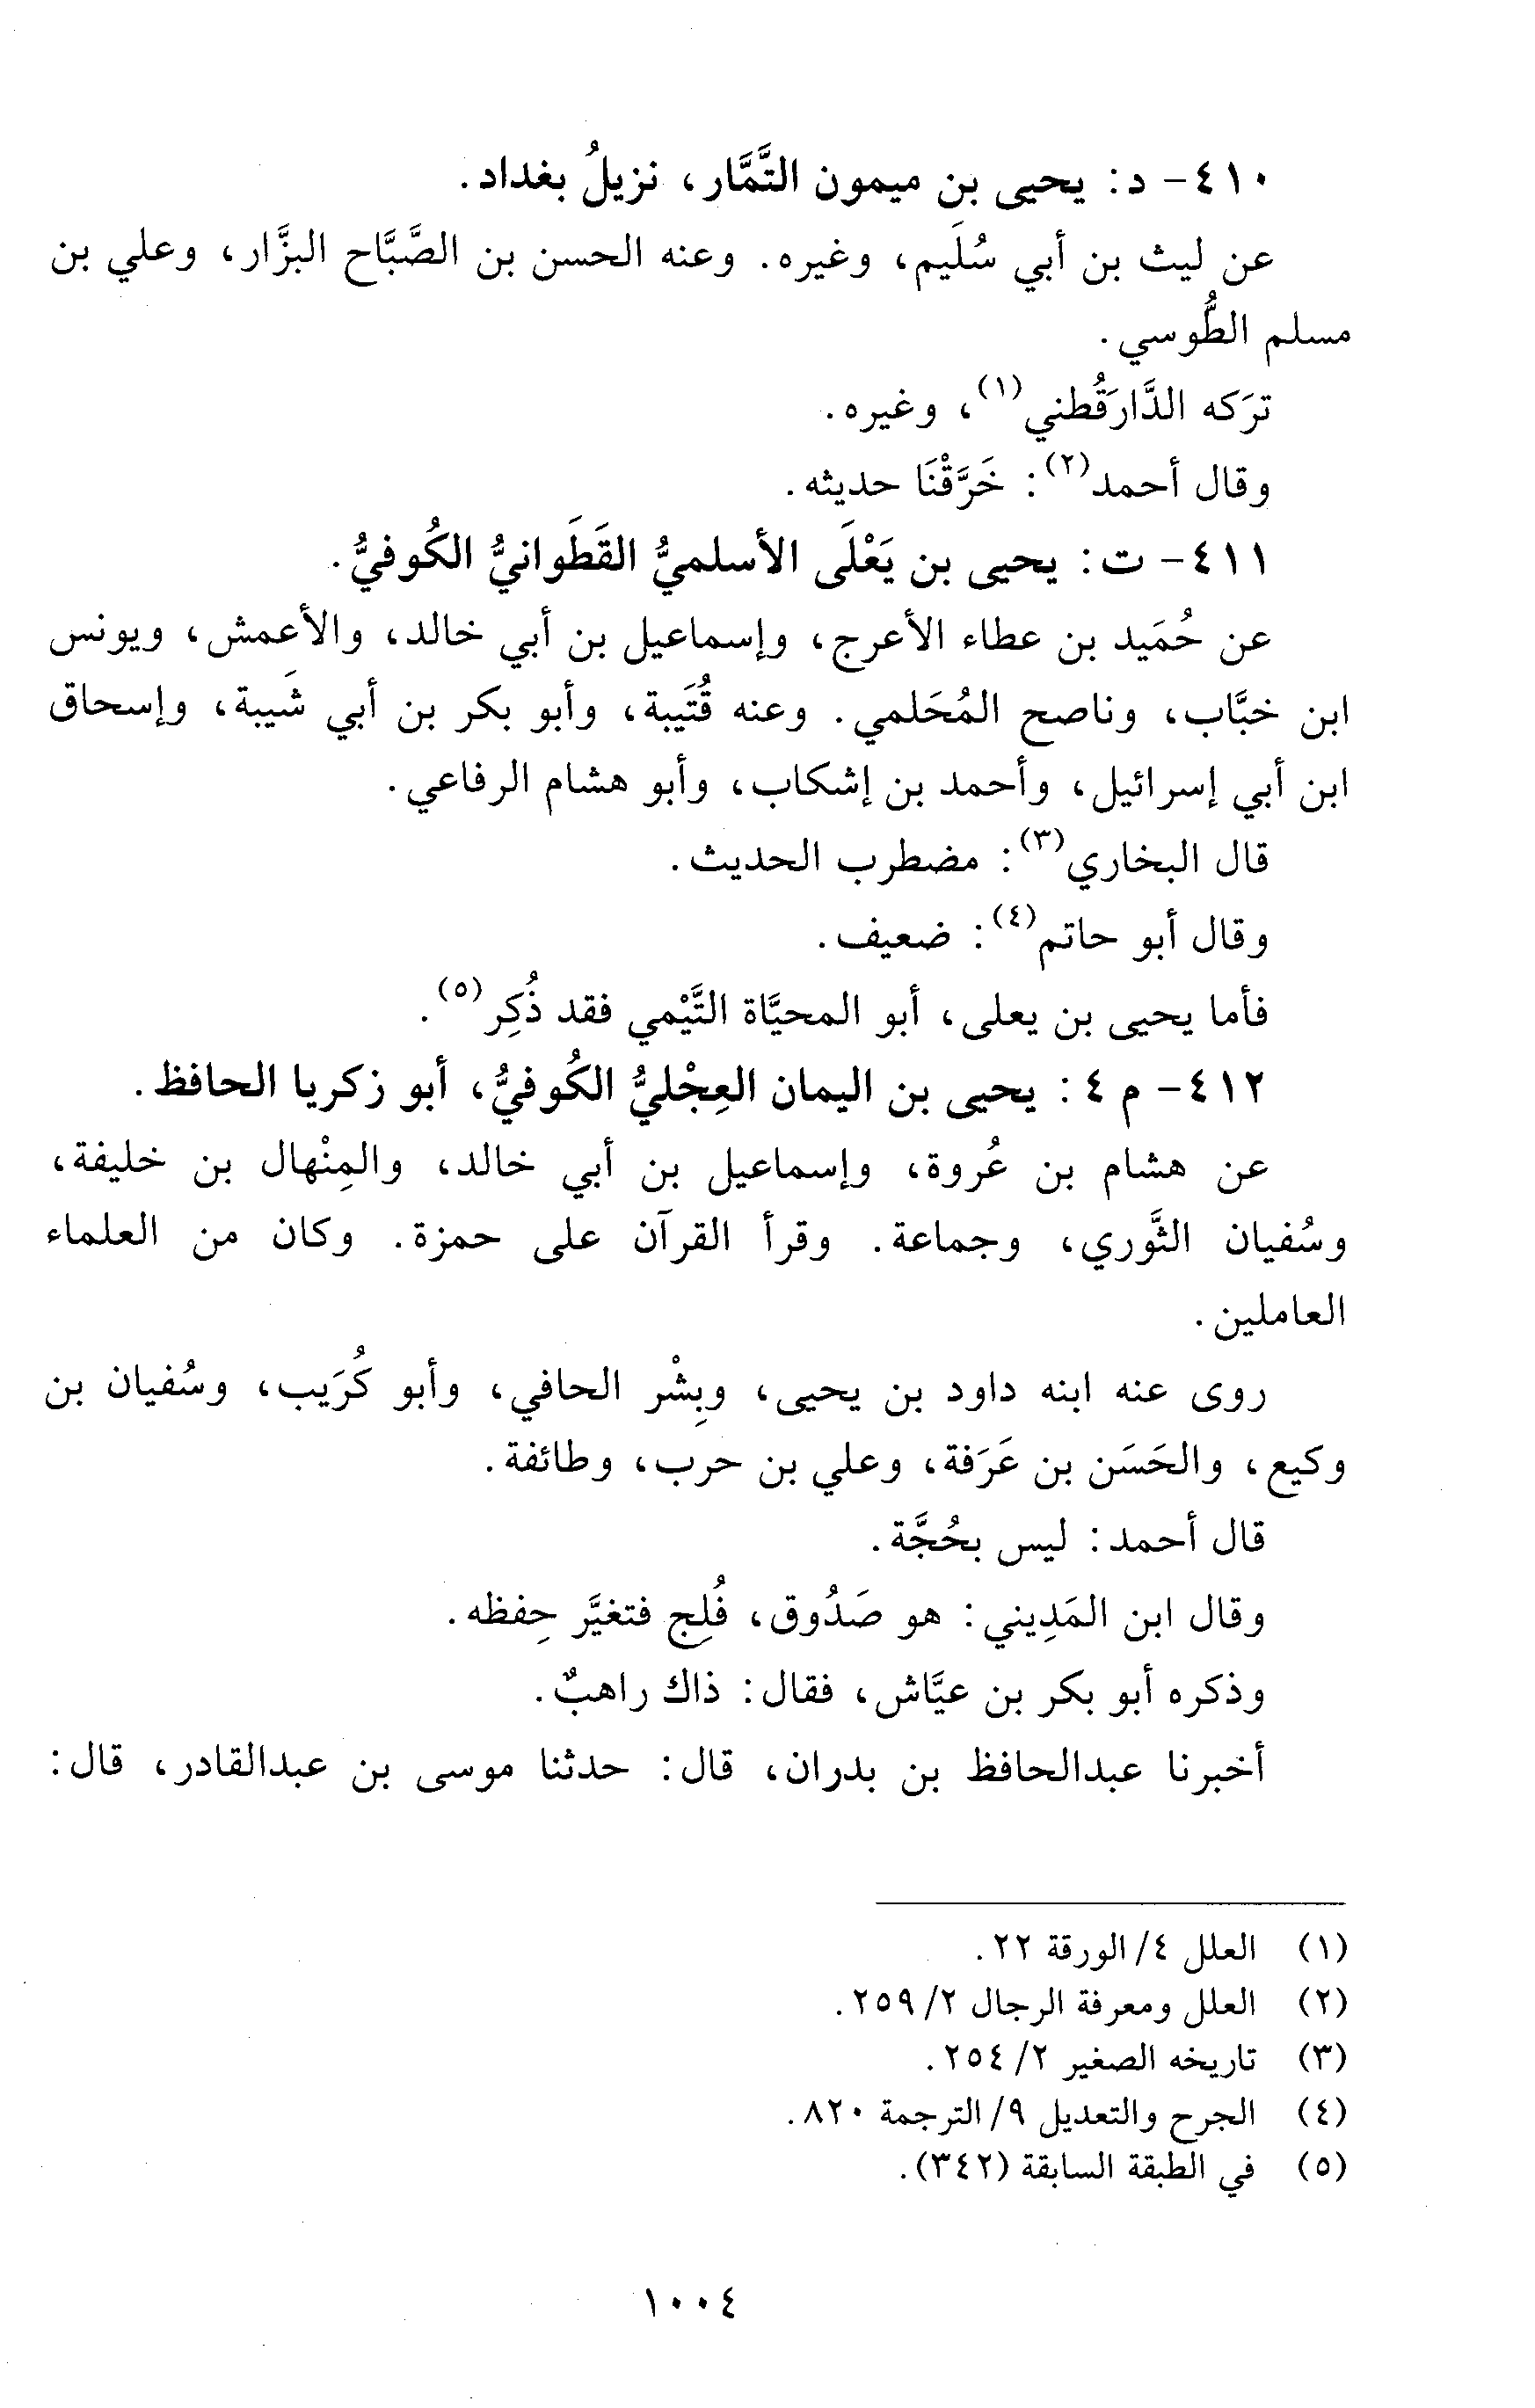 ٤١٠- د: يحيى بن ميمون التَّمَّار، نزيلُ بغداد.
عن ليث بن أبي سُلَيم، وغيره. وعنه الحسن بن الصَّبَّاح البزَّار، وعلي بن
مسلم الطُّوسي.
ترَكه الدَّارَقُطني(١)، وغيره.
وقال أحمد(٢): خَرَّقْنَا حديثه.
٤١١- ت: يحيى بن يَعْلَى الأسلميُّ القَطَوانيُّ الكُوفيُّ.
عن حُمَيد بن عطاء الأعرج، وإسماعيل بن أبي خالد، والأعمش، ويونس
ابن خبَّاب، وناصح المُحَلمي. وعنه قُتَيبة، وأبو بكر بن أبي شَيبة، وإسحاق
ابن أبي إسرائيل، وأحمد بن إشكاب، وأبو هشام الرفاعي.
قال البخاري(٣): مضطرب الحديث.
وقال أبو حاتم(٤): ضعيف.
فأما يحيى بن يعلى، أبو المحيَّاة التَّيْمي فقد ذُكِر(٥).
٤١٢- م ٤: يحيى بن اليمان العِجْليُّ الكُوفيُّ، أبو زكريا الحافظ.
عن هشام بن عُروة، وإسماعيل بن أبي خالد، والمِنْهال بن خليفة،
وسُفيان الثَّوري، وجماعة. وقرأ القرآن على حمزة. وكان من العلماء
العاملين.
روى عنه ابنه داود بن يحيى، وبِشْر الحافي، وأبو كُرَيب، وسُفيان بن
وكيع، والحَسَن بن عَرَفة، وعلي بن حرب، وطائفة.
قال أحمد: ليس بحُجَّة.
وقال ابن المَدِيني: هو صَدُوق، فُلِج فتغيَّر حِفظه.
وذكره أبو بكر بن عيَّاش، فقال: ذاك راهبٌ.
أخبرنا عبدالحافظ بن بدران، قال: حدثنا موسى بن عبدالقادر، قال:
(١) العلل ٤/ الورقة ٢٢.
(٢) العلل ومعرفة الرجال ٢/ ٢٥٩.
(٣) تاريخه الصغير ٢/ ٢٥٤.
(٤) الجرح والتعديل ٩/ الترجمة ٨٢٠.
(٥) في الطبقة السابقة (٣٤٢).
١٠٠٤